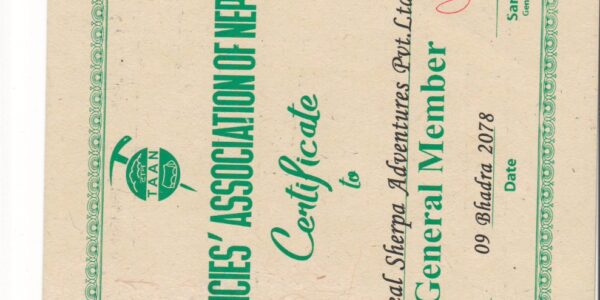 TAAN
CIES' ASSOCIATION OF NEP
Certificate
to
eal Sherpa Adventures Pvt.Ltd
General Member
09 Bhadra 2078
Date
San
Gen